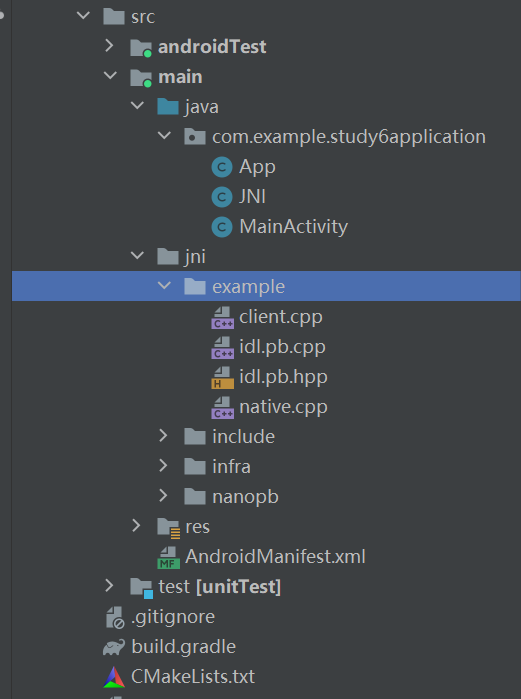 src
androidTest
main
java
com.example.study6application
C App
C JNI
C MainActivity
jni
example
C++ client.cpp
C++ idl.pb.cpp
H idl.pb.hpp
C++ native.cpp
include
infra
nanopb
res
MF AndroidManifest.xml
test [unitTest]
.gitignore
build.gradle
CMakeLists.txt